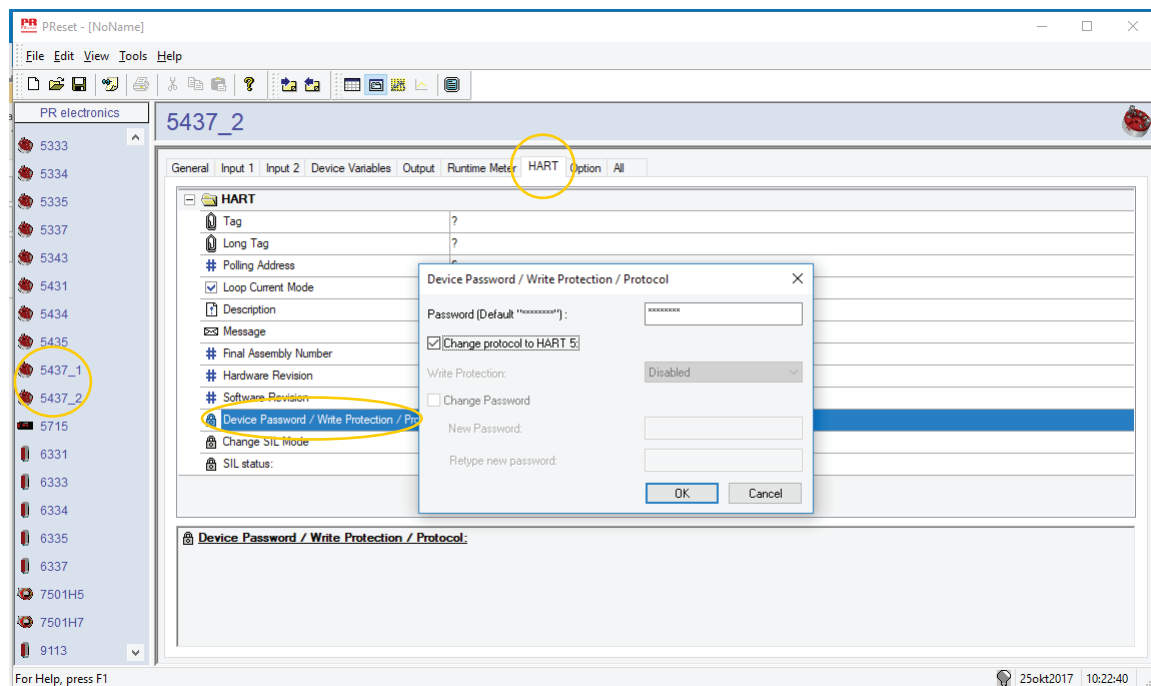 PR PReset - [NoName]
File Edit View Tools Help
PR electronics
5333
5334
5335
5337
5343
5431
5434
5435
5437_1
5437_2
5715
6331
6333
6334
6335
6337
7501H5
7501H7
9113
5437_2
General Input 1 Input 2 Device Variables Output Runtime Meter HART Option All
HART
Tag ?
Long Tag ?
Polling Address
Loop Current Mode
Description
Message
Final Assembly Number
Hardware Revision
Software Revision
Device Password / Write Protection /
Change SIL Mode
SIL status:
Device Password / Write Protection / Protocol
Password (Default "********") : ********
Change protocol to HART 5:
Write Protection: Disabled
Change Password
New Password:
Retype new password:
OK Cancel
Device Password / Write Protection / Protocol:
For Help, press F1 25okt2017 10:22:40